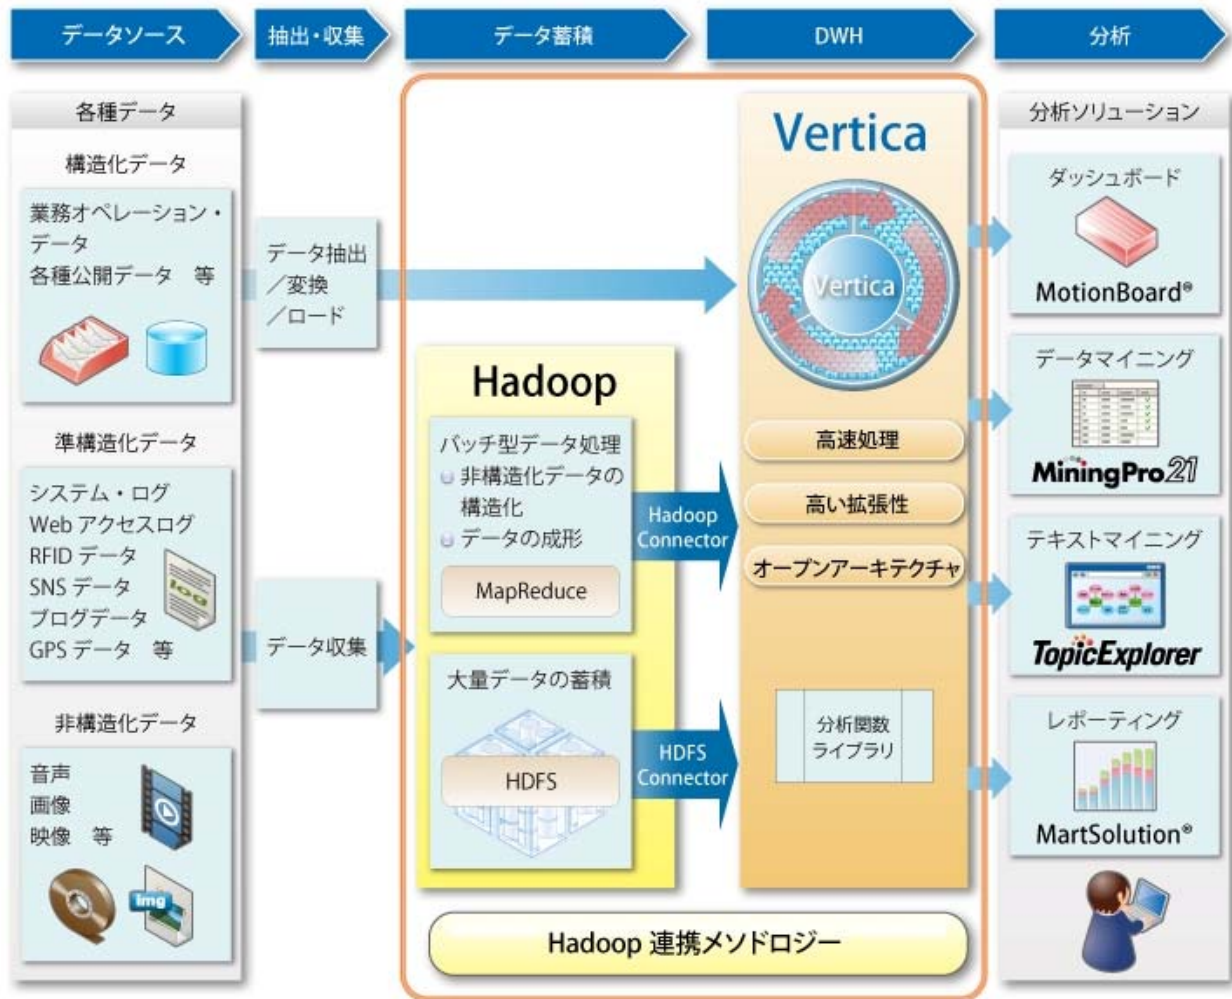 データソース
抽出・収集
データ蓄積
DWH
分析
各種データ
構造化データ
業務オペレーション・
データ
各種公開データ 等
準構造化データ
システム・ログ
Web アクセスログ
RFID データ
SNS データ
ブログデータ
GPS データ 等
log
非構造化データ
音声
画像
映像 等
img
データ抽出
／変換
／ロード
データ収集
Hadoop
バッチ型データ処理
非構造化データの
構造化
データの成形
MapReduce
大量データの蓄積
HDFS
Hadoop
Connector
HDFS
Connector
Vertica
Vertica
高速処理
高い拡張性
オープンアーキテクチャ
分析関数
ライブラリ
Hadoop 連携メソドロジー
分析ソリューション
ダッシュボード
MotionBoard®
データマイニング
MiningPro21
テキストマイニング
TopicExplorer
レポーティング
MartSolution®